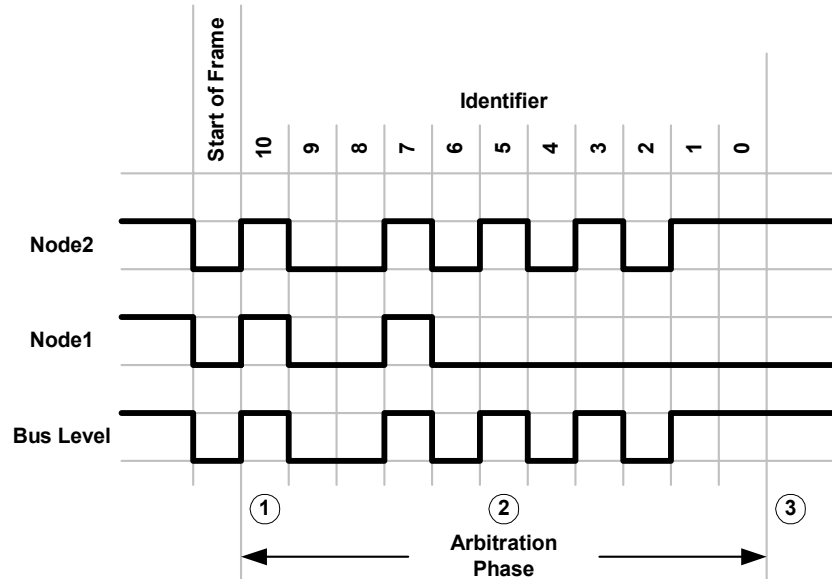 Start of Frame
Identifier
10 9 8 7 6 5 4 3 2 1 0
Node2
Node1
Bus Level
1 2 3
Arbitration
Phase